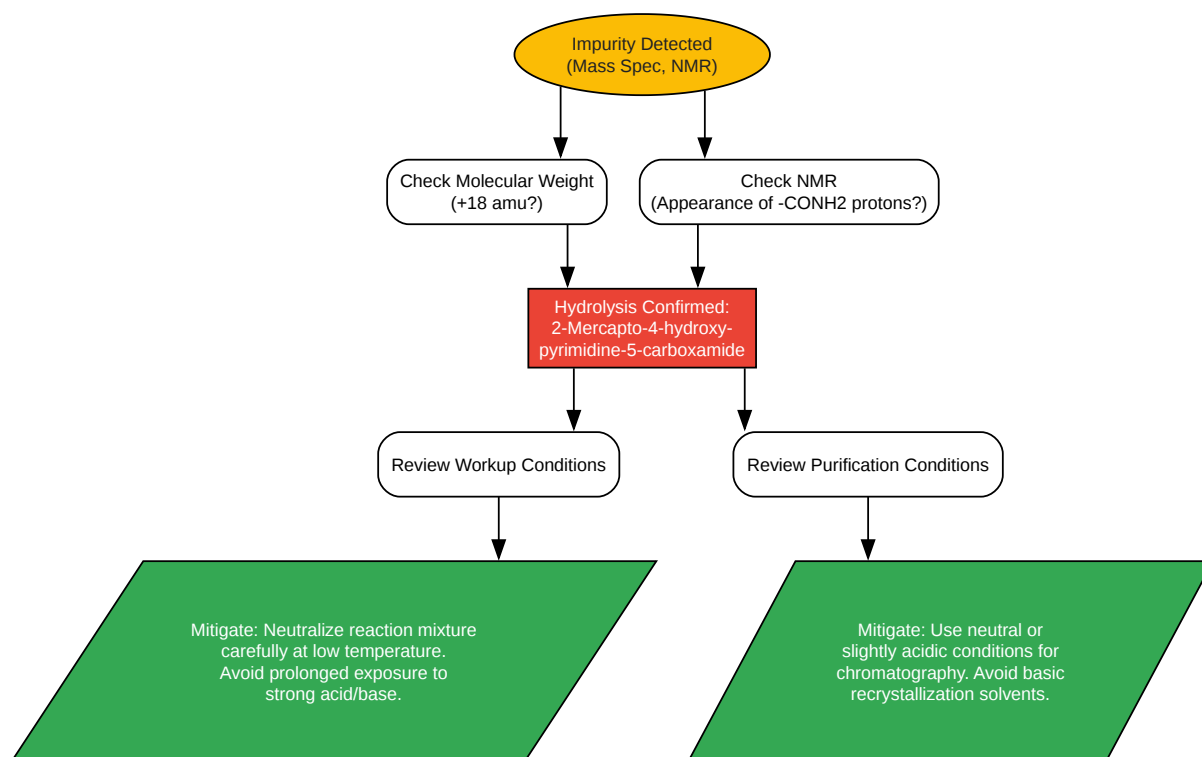 Impurity Detected
(Mass Spec, NMR)
Check Molecular Weight
(+18 amu?)
Check NMR
(Appearance of -CONH2 protons?)
Hydrolysis Confirmed:
2-Mercapto-4-hydroxy-
pyrimidine-5-carboxamide
Review Workup Conditions
Review Purification Conditions
Mitigate: Neutralize reaction mixture
carefully at low temperature.
Avoid prolonged exposure to
strong acid/base.
Mitigate: Use neutral or
slightly acidic conditions for
chromatography. Avoid basic
recrystallization solvents.